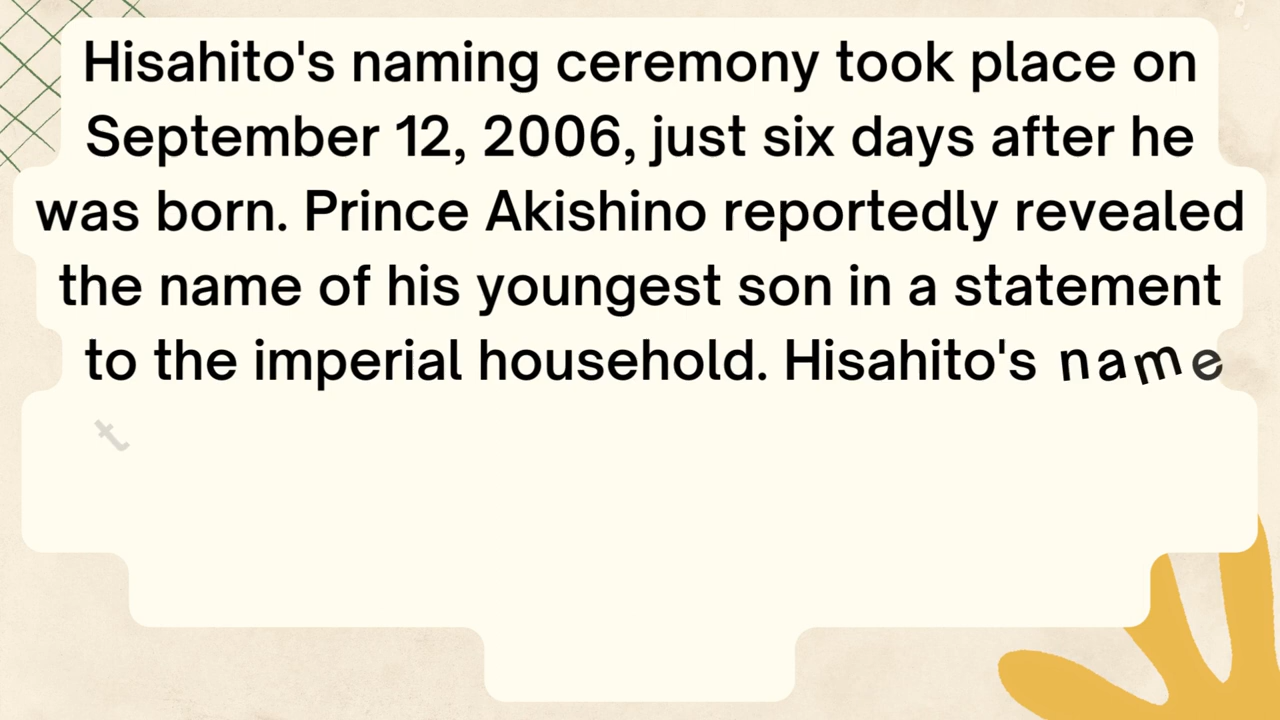 Hisahito's naming ceremony took place on
September 12, 2006, just six days after he
was born. Prince Akishino reportedly revealed
the name of his youngest son in a statement
to the imperial household. Hisahito's name
t